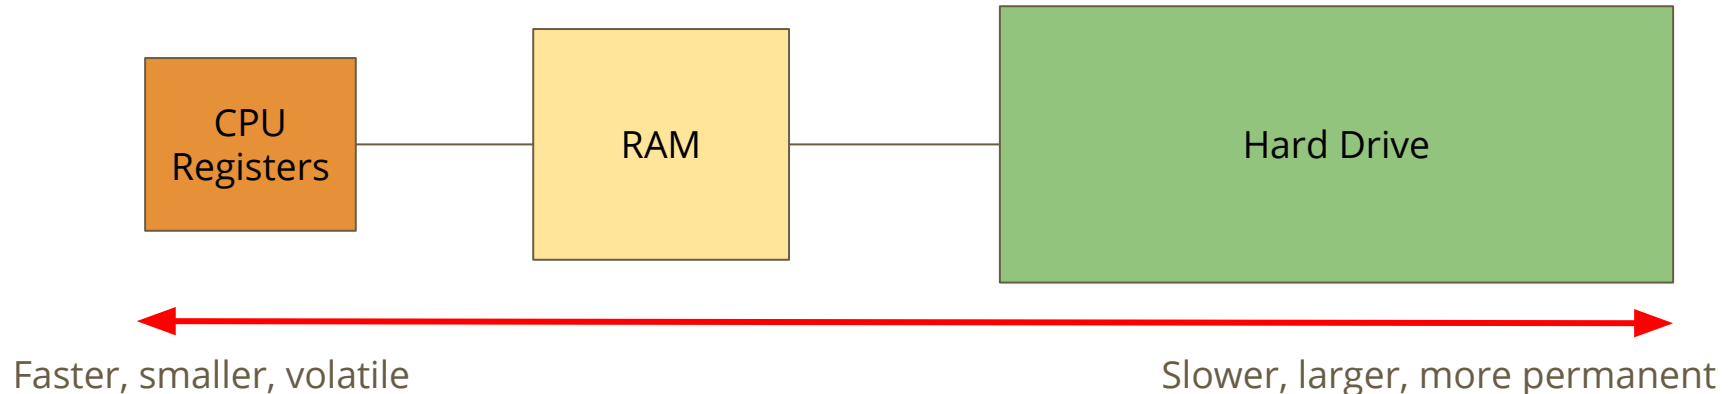 CPU
Registers
RAM
Hard Drive
Faster, smaller, volatile
Slower, larger, more permanent